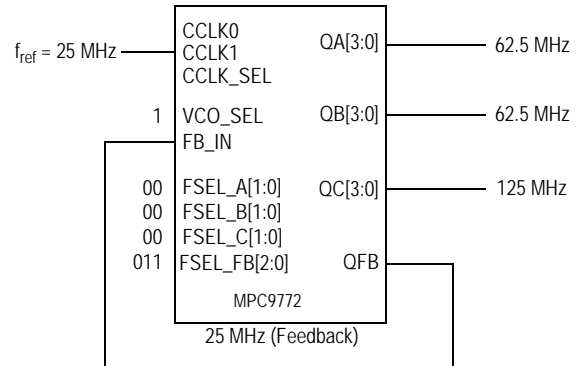 CCLK0
fref = 25 MHz CCLK1 QA[3:0] 62.5 MHz
CCLK_SEL
1 VCO_SEL QB[3:0] 62.5 MHz
FB_IN
00 FSEL_A[1:0] QC[3:0] 125 MHz
00 FSEL_B[1:0]
00 FSEL_C[1:0]
011 FSEL_FB[2:0] QFB
MPC9772
25 MHz (Feedback)